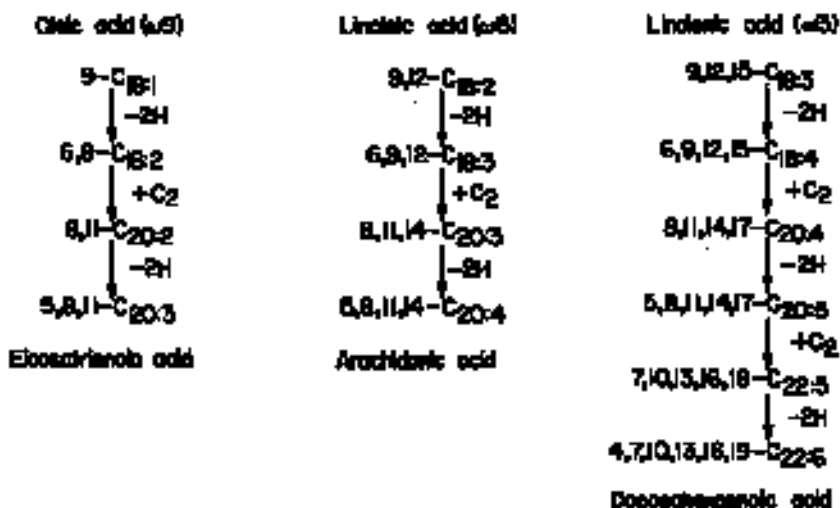 Oleic acid (ω9)
9-C18:1
-2H
6,9-C18:2
+C2
8,11-C20:2
-2H
5,8,11-C20:3
Eicosatrienoic acid
Linoleic acid (ω6)
9,12-C18:2
-2H
6,9,12-C18:3
+C2
8,11,14-C20:3
-2H
5,8,11,14-C20:4
Arachidonic acid
Linolenic acid (ω3)
9,12,15-C18:3
-2H
6,9,12,15-C18:4
+C2
8,11,14,17-C20:4
-2H
5,8,11,14,17-C20:5
+C2
7,10,13,16,19-C22:5
-2H
4,7,10,13,16,19-C22:6
Docosahexaenoic acid